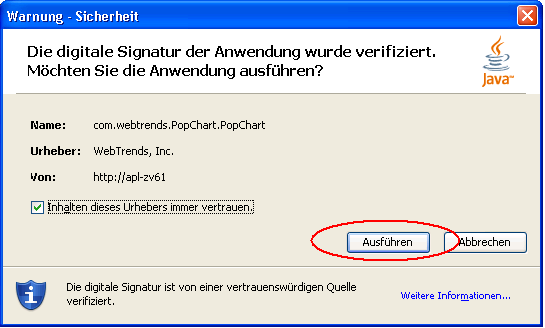 Warnung - Sicherheit
Die digitale Signatur der Anwendung wurde verifiziert.
Möchten Sie die Anwendung ausführen?
Java™
Name: com.webtrends.PopChart.PopChart
Urheber: WebTrends, Inc.
Von: http://apl-zv61
Inhalten dieses Urhebers immer vertrauen.
Ausführen Abbrechen
Die digitale Signatur ist von einer vertrauenswürdigen Quelle
verifiziert.
Weitere Informationen...